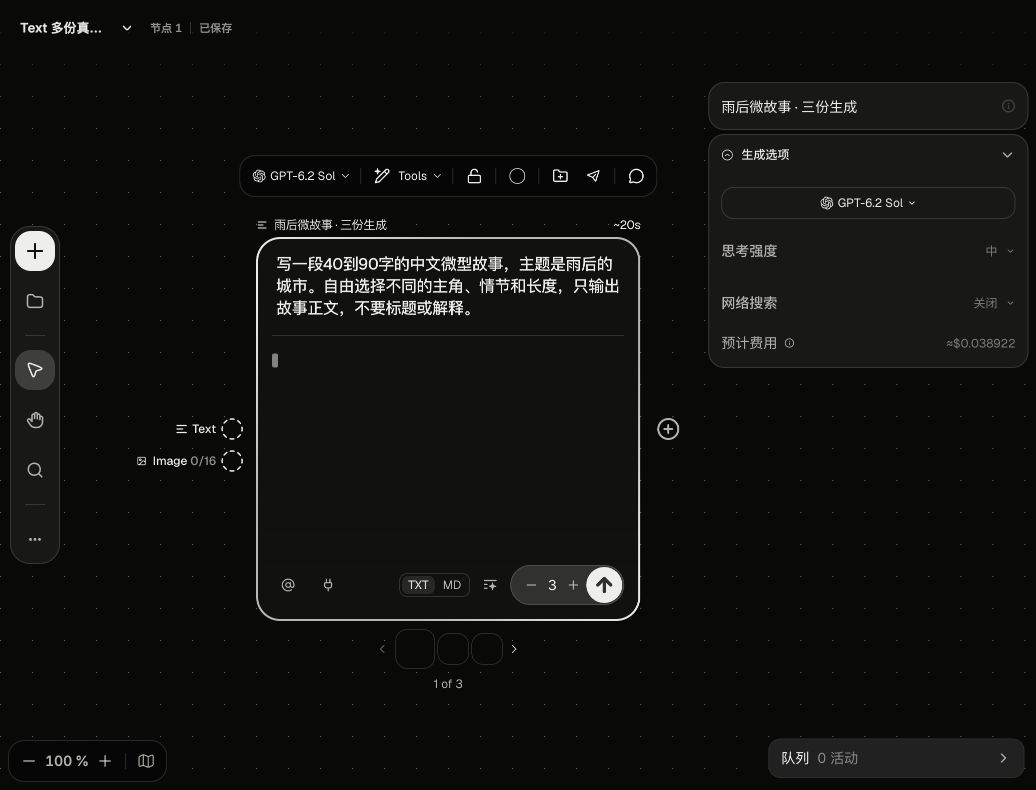 Text 多份真...
节点 1
已保存
雨后微故事 · 三份生成
生成选项
GPT-6.2 Sol
Tools
GPT-6.2 Sol
雨后微故事 · 三份生成
~20s
思考强度
中
写一段40到90字的中文微型故事，主题是雨后的
城市。自由选择不同的主角、情节和长度，只输出
故事正文，不要标题或解释。
网络搜索
关闭
预计费用
≈$0.038922
Text
Image 0/16
TXT
MD
3
1 of 3
100 %
队列 0 活动